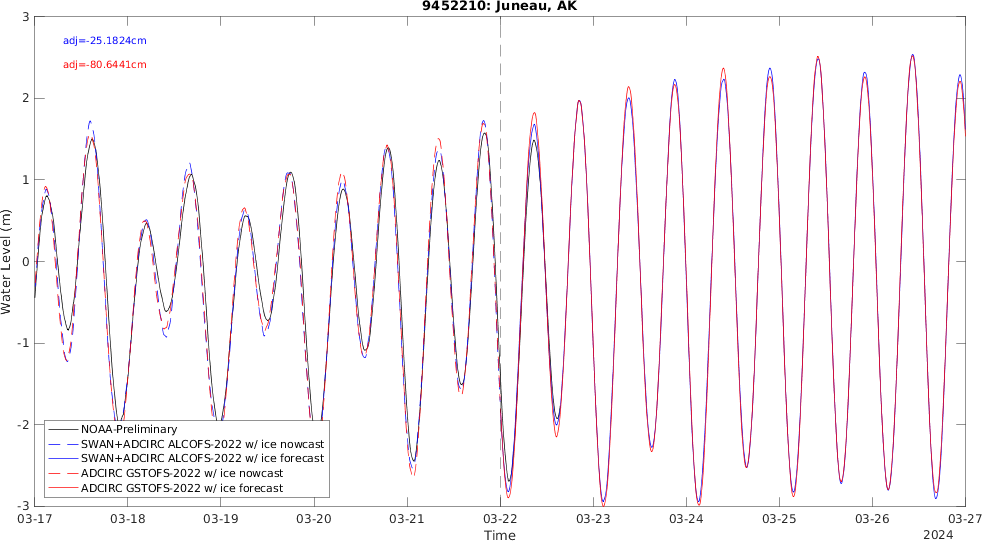 9452210: Juneau, AK
adj=-25.1824cm
adj=-80.6441cm
Water Level (m)
3
2
1
0
-1
-2
-3
NOAA-Preliminary
SWAN+ADCIRC ALCOFS-2022 w/ ice nowcast
SWAN+ADCIRC ALCOFS-2022 w/ ice forecast
ADCIRC GSTOFS-2022 w/ ice nowcast
ADCIRC GSTOFS-2022 w/ ice forecast
03-17 03-18 03-19 03-20 03-21 03-22 03-23 03-24 03-25 03-26 03-27
Time
2024